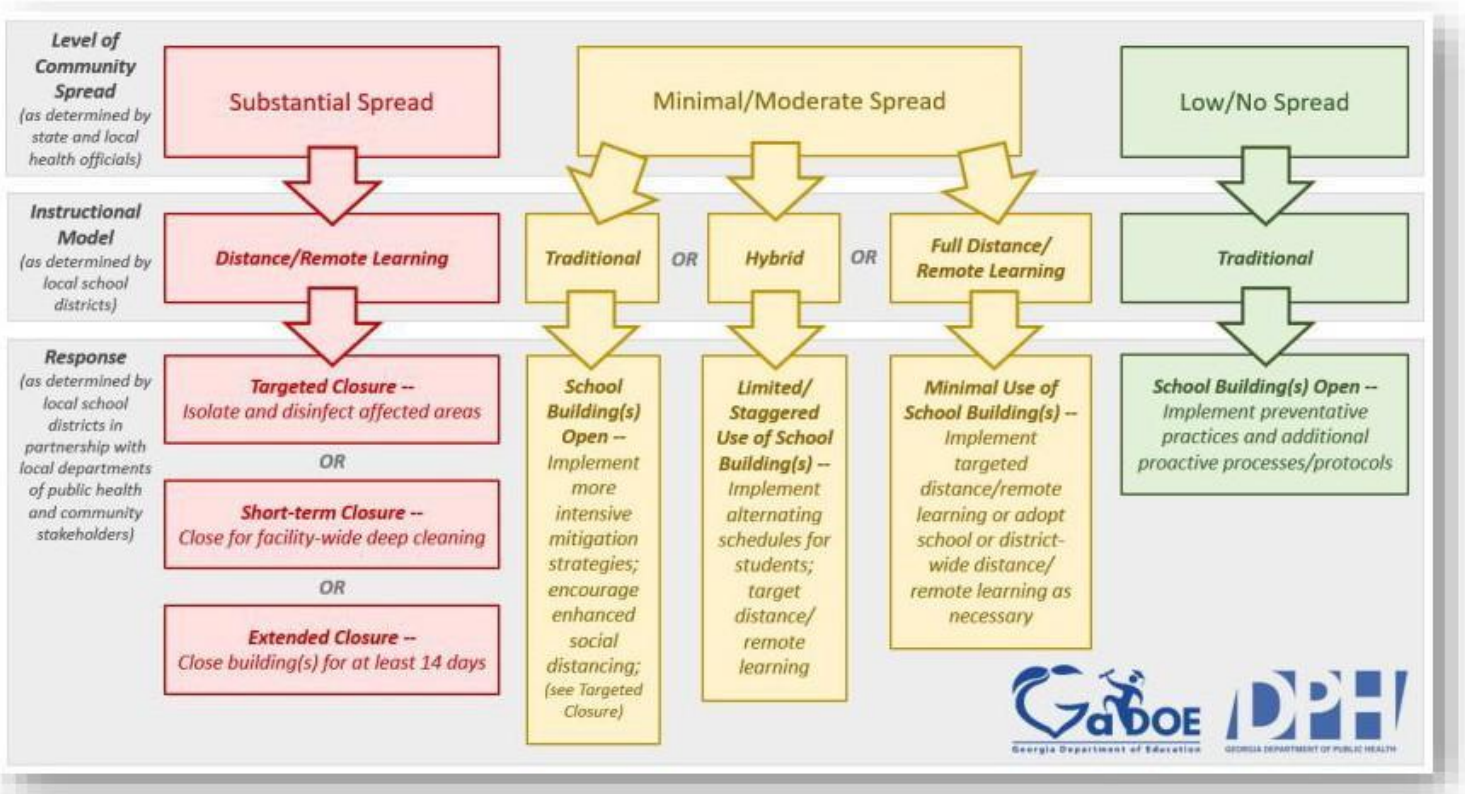 Level of
Community
Spread
(as determined by
state and local
health officials)
Substantial Spread
Minimal/Moderate Spread
Low/No Spread
Instructional
Model
(as determined by
local school
districts)
Distance/Remote Learning
Traditional
OR
Hybrid
OR
Full Distance/
Remote Learning
Traditional
Response
(as determined by
local school
districts in
partnership with
local departments
of public health
and community
stakeholders)
Targeted Closure --
Isolate and disinfect affected areas
OR
Short-term Closure --
Close for facility-wide deep cleaning
OR
Extended Closure --
Close building(s) for at least 14 days
School
Building(s)
Open --
Implement
more
intensive
mitigation
strategies;
encourage
enhanced
social
distancing;
(see Targeted
Closure)
Limited/
Staggered
Use of School
Building(s) --
Implement
alternating
schedules for
students;
target
distance/
remote
learning
Minimal Use of
School Building(s) --
Implement
targeted
distance/remote
learning or adopt
school or district-
wide distance/
remote learning as
necessary
School Building(s) Open --
Implement preventative
practices and additional
proactive processes/protocols
GaDOE
Georgia Department of Education
DPH
GEORGIA DEPARTMENT OF PUBLIC HEALTH